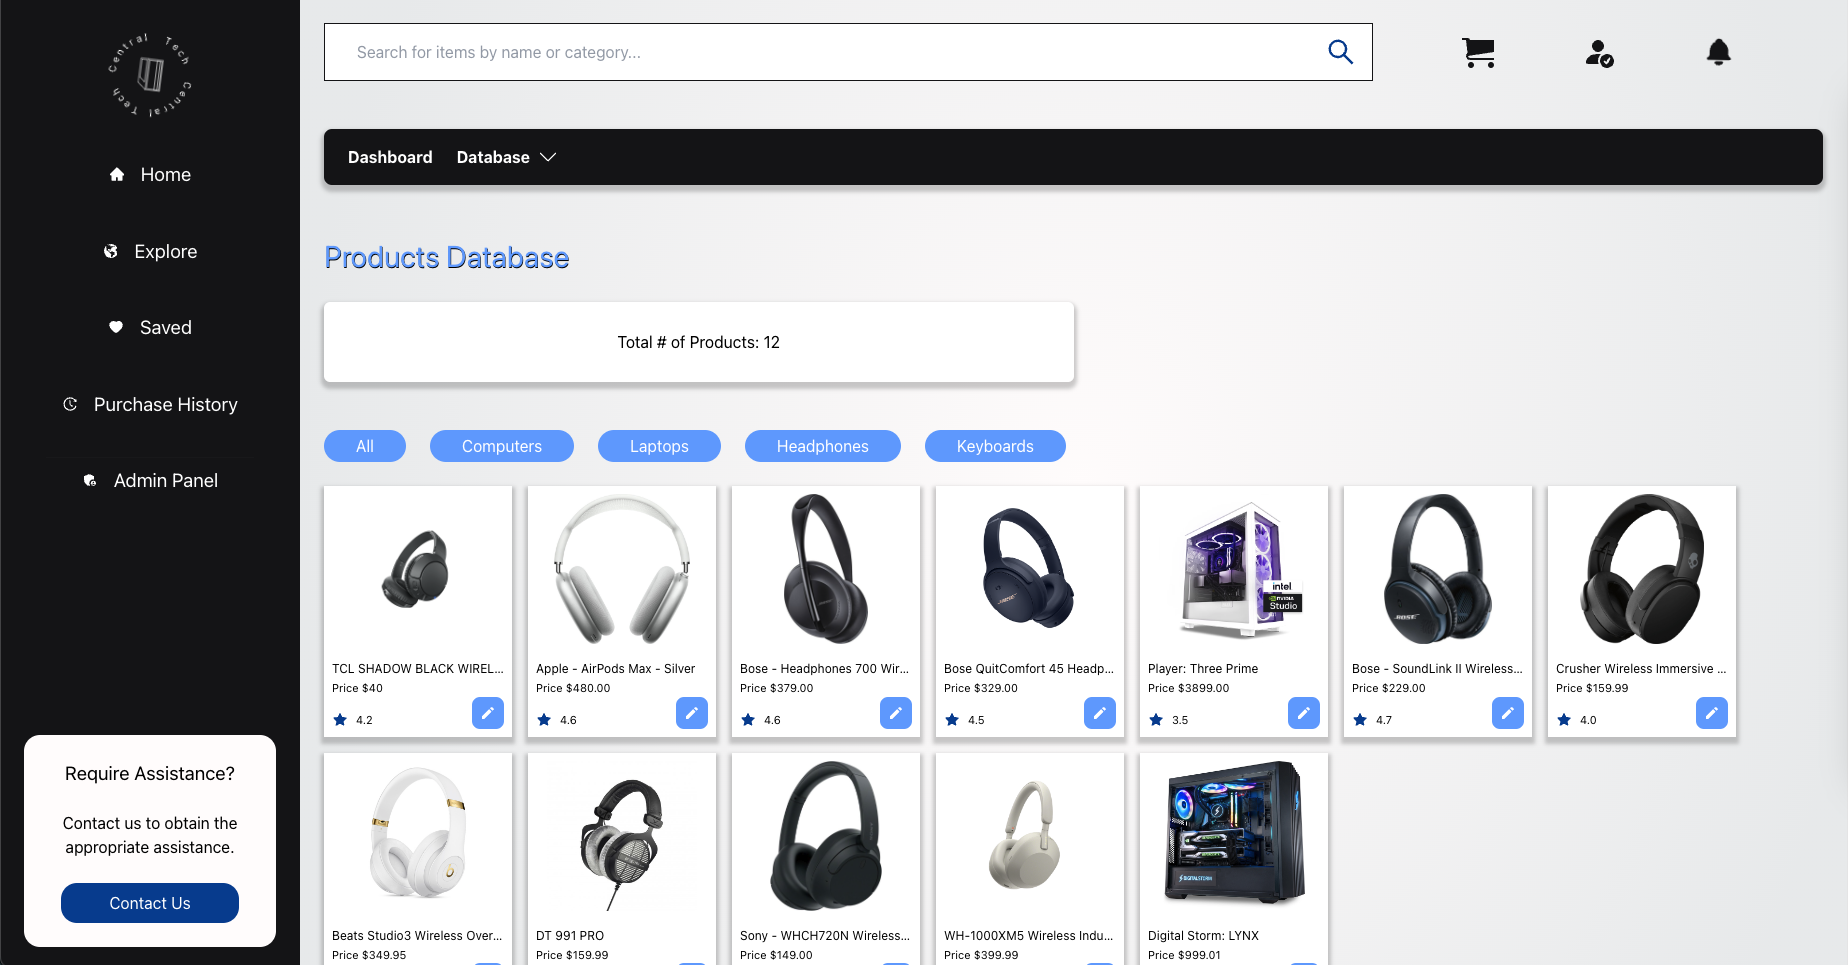 Central Tech Central Tech
Search for items by name or category...
Home
Explore
Saved
Purchase History
Admin Panel
Require Assistance?
Contact us to obtain the
appropriate assistance.
Contact Us
Dashboard Database
Products Database
Total # of Products: 12
All Computers Laptops Headphones Keyboards
intel
NVIDIA
Studio
BOSE
TCL SHADOW BLACK WIREL...
Price $40
4.2
Apple - AirPods Max - Silver
Price $480.00
4.6
Bose - Headphones 700 Wir...
Price $379.00
4.6
Bose QuitComfort 45 Headp...
Price $329.00
4.5
Player: Three Prime
Price $3899.00
3.5
Bose - SoundLink II Wireless...
Price $229.00
4.7
Crusher Wireless Immersive ...
Price $159.99
4.0
DIGITALSTORM
Beats Studio3 Wireless Over...
Price $349.95
DT 991 PRO
Price $159.99
Sony - WHCH720N Wireless...
Price $149.00
WH-1000XM5 Wireless Indu...
Price $399.99
Digital Storm: LYNX
Price $999.01